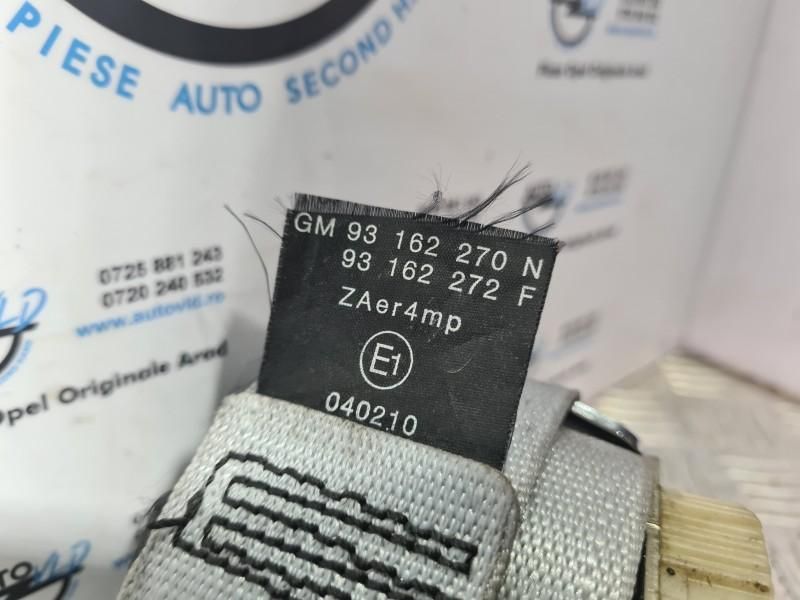 PIESE AUTO SECOND H
GM 93 162 270 N
93 162 272 F
ZAer4mp
E1
040210
0725 881 243
0720 240 532
www.autovld.ro
Opel Originale Arad